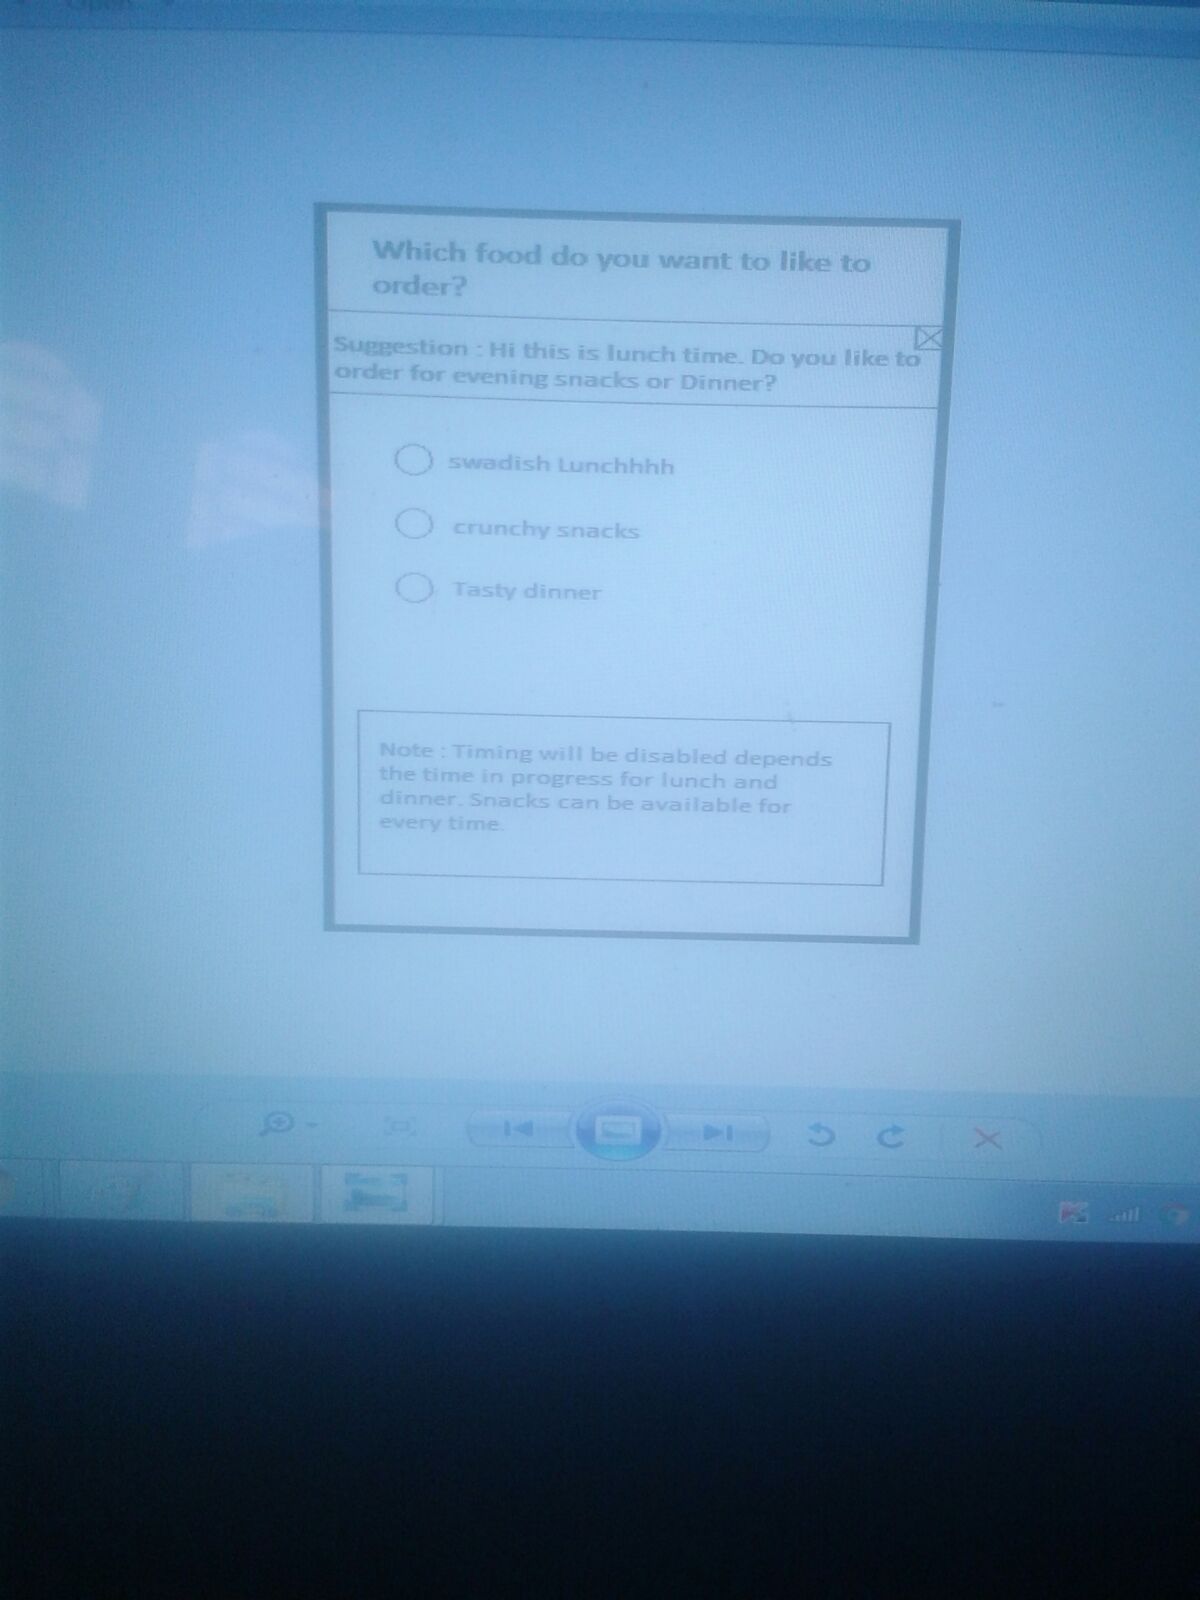 Open
Which food do you want to like to
order?
Suggestion : Hi this is lunch time. Do you like to
order for evening snacks or Dinner?
swadish Lunchhhh
crunchy snacks
Tasty dinner
Note : Timing will be disabled depends
the time in progress for lunch and
dinner. Snacks can be available for
every time.